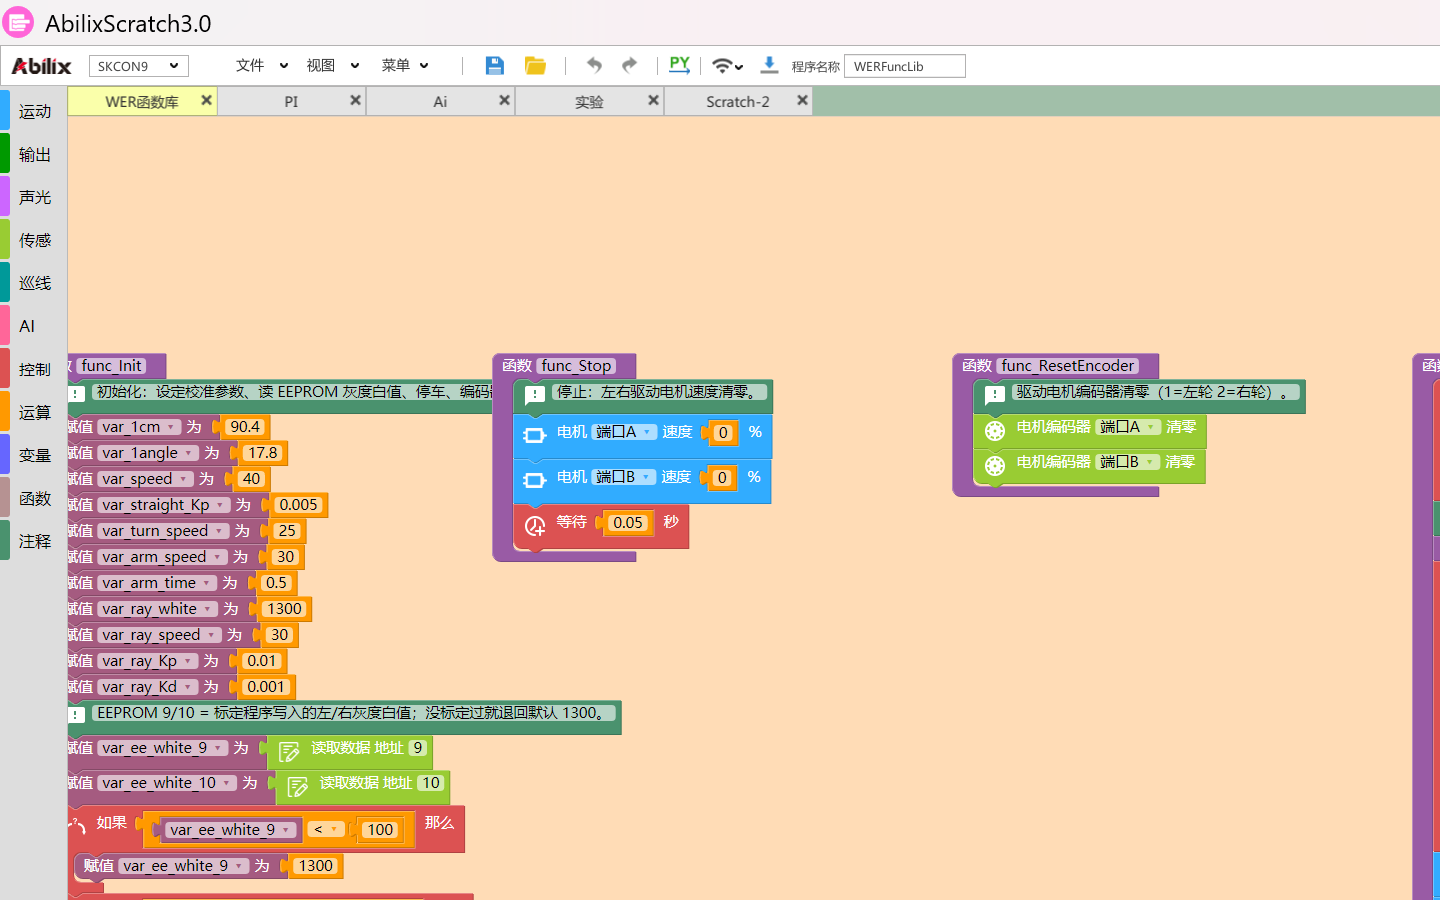 AbilixScratch3.0
Abilix SKCON9 文件 视图 菜单 PY 程序名称 WERFuncLib
WER函数库 PI Ai 实验 Scratch-2
运动
输出
声光
传感
巡线
AI
控制
运算
变量
函数
注释
func_Init
初始化：设定校准参数、读 EEPROM 灰度白值、停车、编码
赋值 var_1cm 为 90.4
赋值 var_1angle 为 17.8
赋值 var_speed 为 40
赋值 var_straight_Kp 为 0.005
赋值 var_turn_speed 为 25
赋值 var_arm_speed 为 30
赋值 var_arm_time 为 0.5
赋值 var_ray_white 为 1300
赋值 var_ray_speed 为 30
赋值 var_ray_Kp 为 0.01
赋值 var_ray_Kd 为 0.001
EEPROM 9/10 = 标定程序写入的左/右灰度白值；没标定过就退回默认 1300。
赋值 var_ee_white_9 为 读取数据 地址 9
赋值 var_ee_white_10 为 读取数据 地址 10
如果 var_ee_white_9 < 100 那么
赋值 var_ee_white_9 为 1300
函数 func_Stop
停止：左右驱动电机速度清零。
电机 端口A 速度 0 %
电机 端口B 速度 0 %
等待 0.05 秒
函数 func_ResetEncoder
驱动电机编码器清零（1=左轮 2=右轮）。
电机编码器 端口A 清零
电机编码器 端口B 清零
函